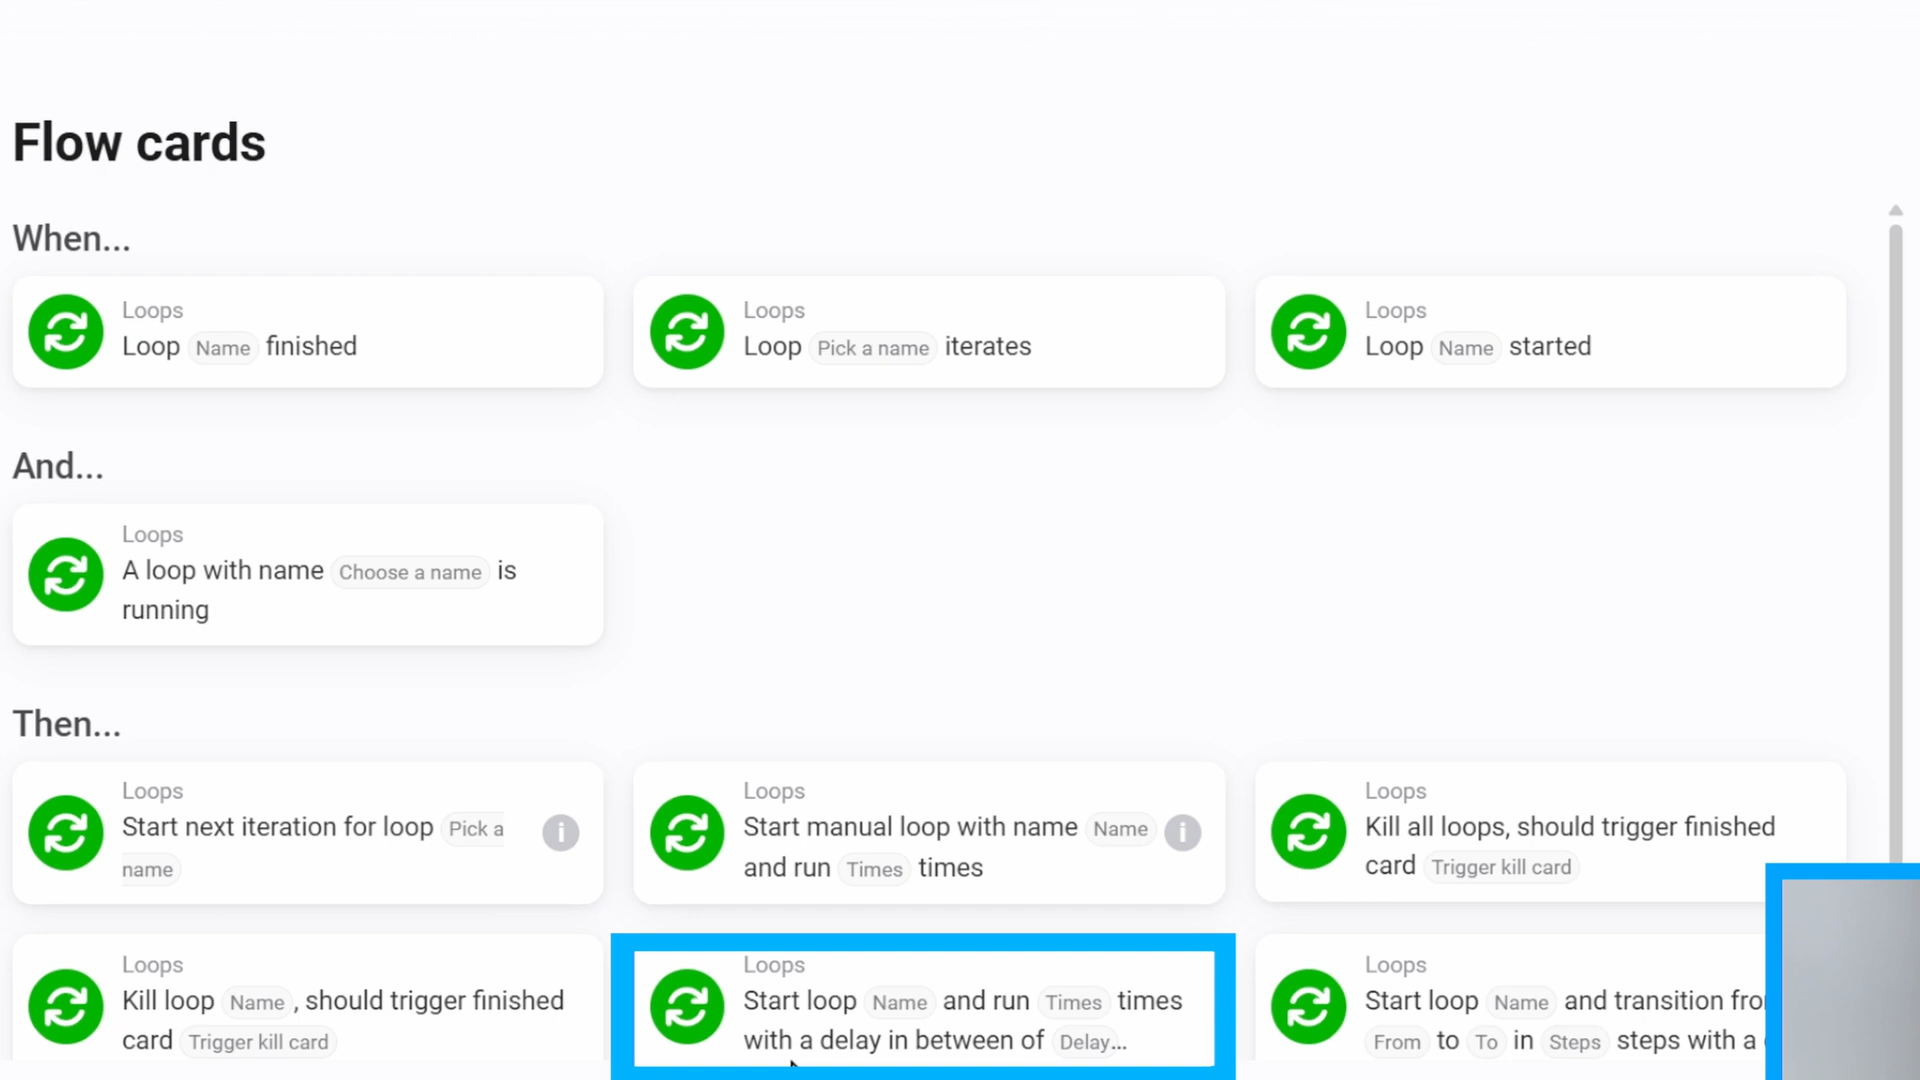 Flow cards
When...
Loops
Loop Name finished
Loops
Loop Pick a name iterates
Loops
Loop Name started
And...
Loops
A loop with name Choose a name is
running
Then...
Loops
Start next iteration for loop Pick a
name
Loops
Start manual loop with name Name
and run Times times
Loops
Kill all loops, should trigger finished
card Trigger kill card
Loops
Kill loop Name, should trigger finished
card Trigger kill card
Loops
Start loop Name and run Times times
with a delay in between of Delay...
Loops
Start loop Name and transition
From to To in Steps steps with a